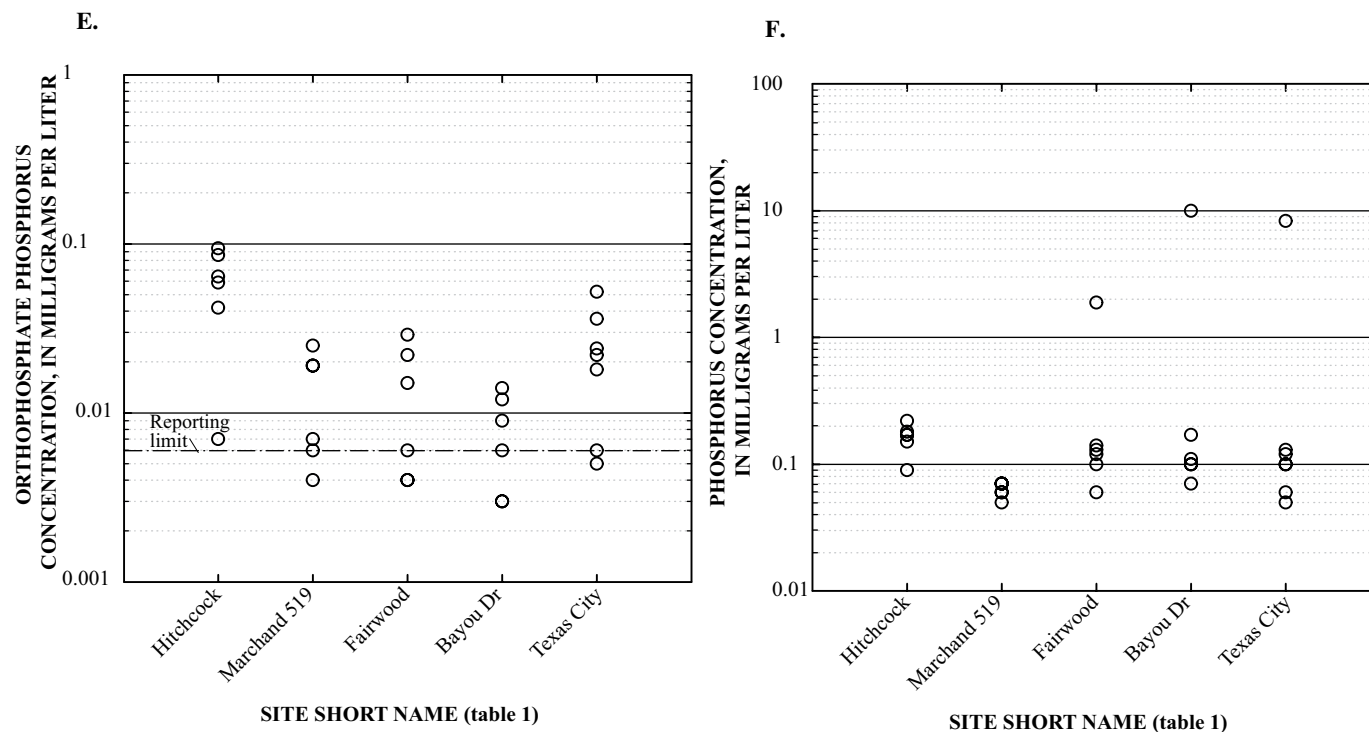 E.
ORTHOPHOSPHATE PHOSPHORUS
CONCENTRATION, IN MILLIGRAMS PER LITER
1
0.1
0.01
0.001
Reporting
limit
Hitchcock
Marchand 519
Fairwood
Bayou Dr
Texas City
SITE SHORT NAME (table 1)
F.
PHOSPHORUS CONCENTRATION,
IN MILLIGRAMS PER LITER
100
10
1
0.1
0.01
Hitchcock
Marchand 519
Fairwood
Bayou Dr
Texas City
SITE SHORT NAME (table 1)